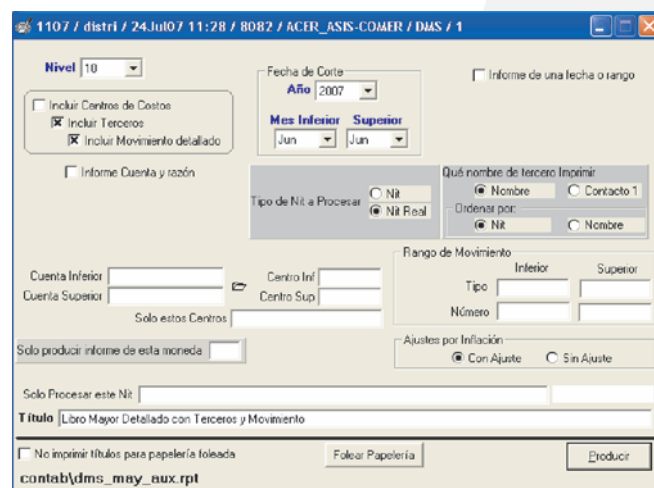 1107 / distri / 24Jul07 11:28 / 8082 / ACER_ASIS-COMER / DMS / 1
Nivel 10
Incluir Centros de Costos
Incluir Terceros
Incluir Movimiento detallado
Informe Cuenta y razón
Fecha de Corte
Año 2007
Mes Inferior Superior
Jun Jun
Informe de una fecha o rango
Tipo de Nit a Procesar
Nit
Nit Real
Qué nombre de tercero Imprimir
Nombre Contacto 1
Ordenar por:
Nit Nombre
Cuenta Inferior
Cuenta Superior
Centro Inf
Centro Sup
Solo estos Centros
Rango de Movimiento
Inferior Superior
Tipo
Número
Solo producir informe de esta moneda
Ajustes por Inflación
Con Ajuste Sin Ajuste
Solo Procesar este Nit
Título Libro Mayor Detallado con Terceros y Movimiento
No imprimir títulos para papelería foleada
Folear Papelería
Producir
contab\dms_may_aux.rpt